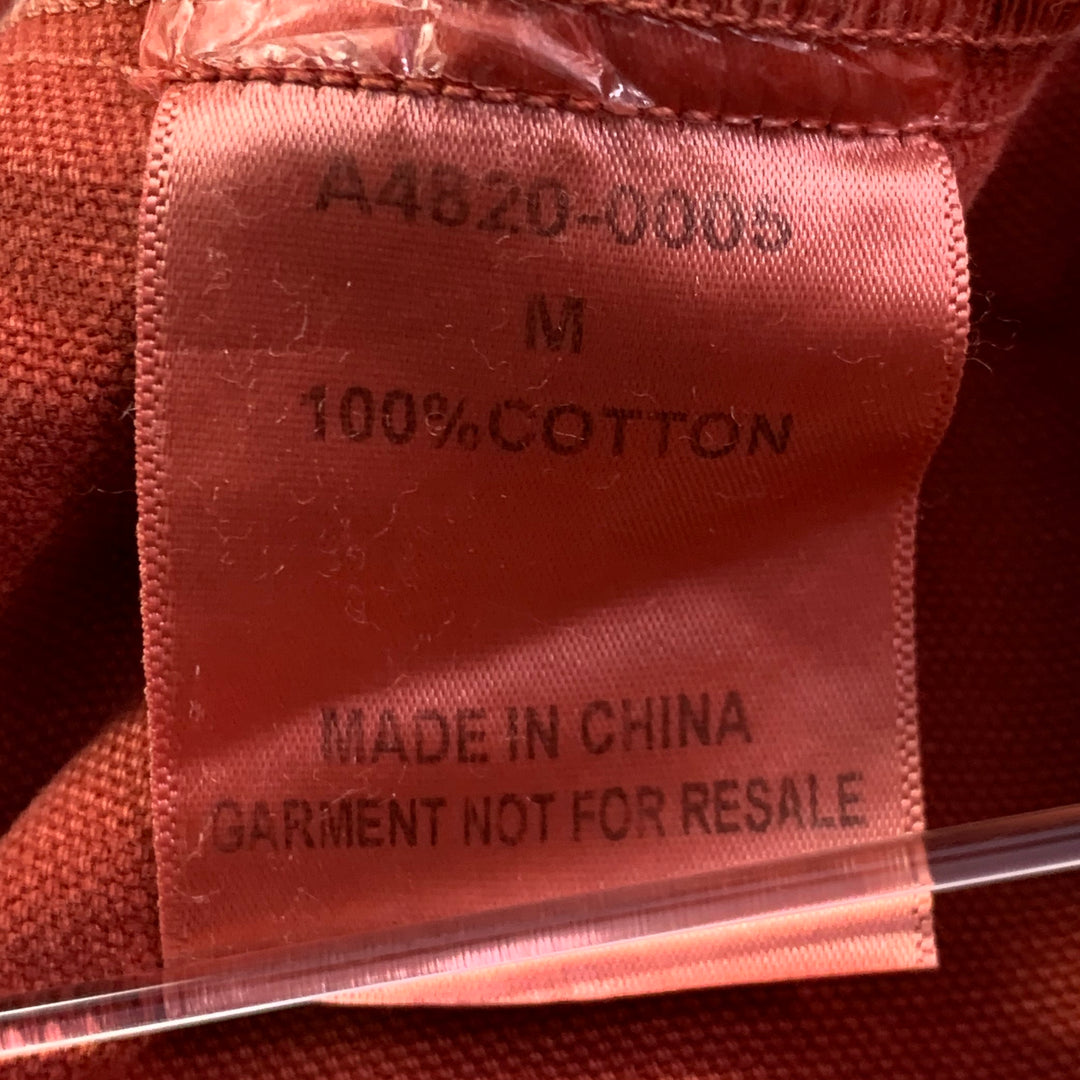 A4820-0005
M
100%COTTON
MADE IN CHINA
GARMENT NOT FOR RESALE